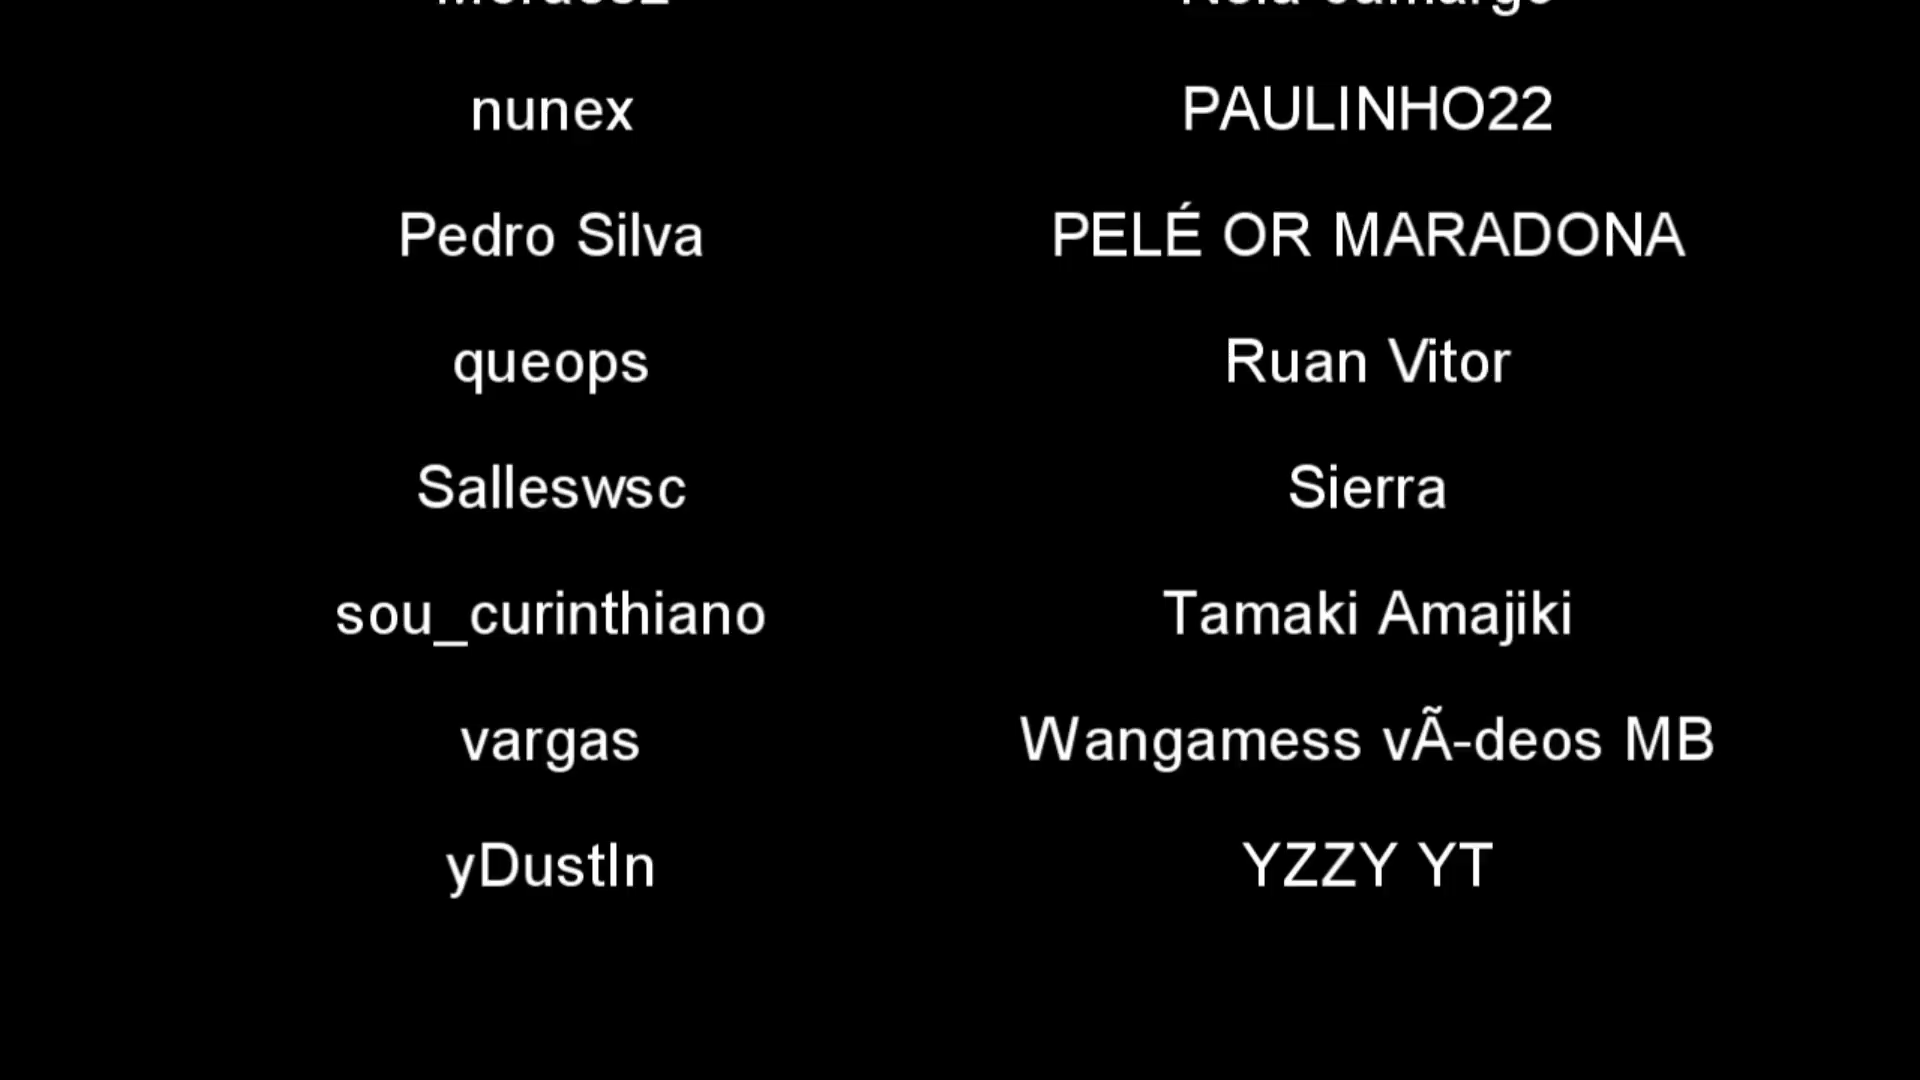 nunex PAULINHO22
Pedro Silva PELÉ OR MARADONA
queops Ruan Vitor
Salleswsc Sierra
sou_curinthiano Tamaki Amajiki
vargas Wangamess vÃ-deos MB
yDustIn YZZY YT